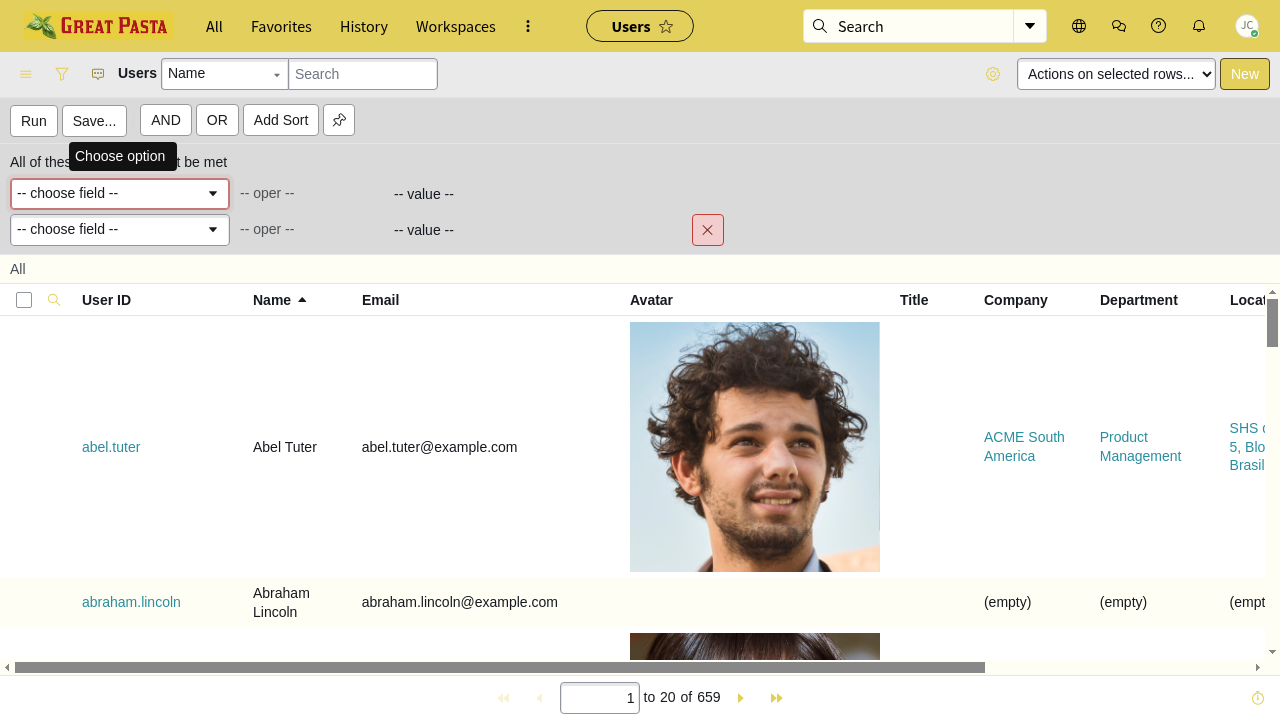 GREAT PASTA
All Favorites History Workspaces
Users
Search
JC
Users Name Search
Actions on selected rows... New
Run Save... AND OR Add Sort
All of thes t be met
Choose option
-- choose field -- -- oper -- -- value --
-- choose field -- -- oper -- -- value --
All
User ID Name Email Avatar Title Company Department Locat
abel.tuter Abel Tuter abel.tuter@example.com
ACME South America
Product Management
SHS
5, Blo
Brasil
abraham.lincoln
Abraham Lincoln
abraham.lincoln@example.com (empty) (empty) (empt
1 to 20 of 659